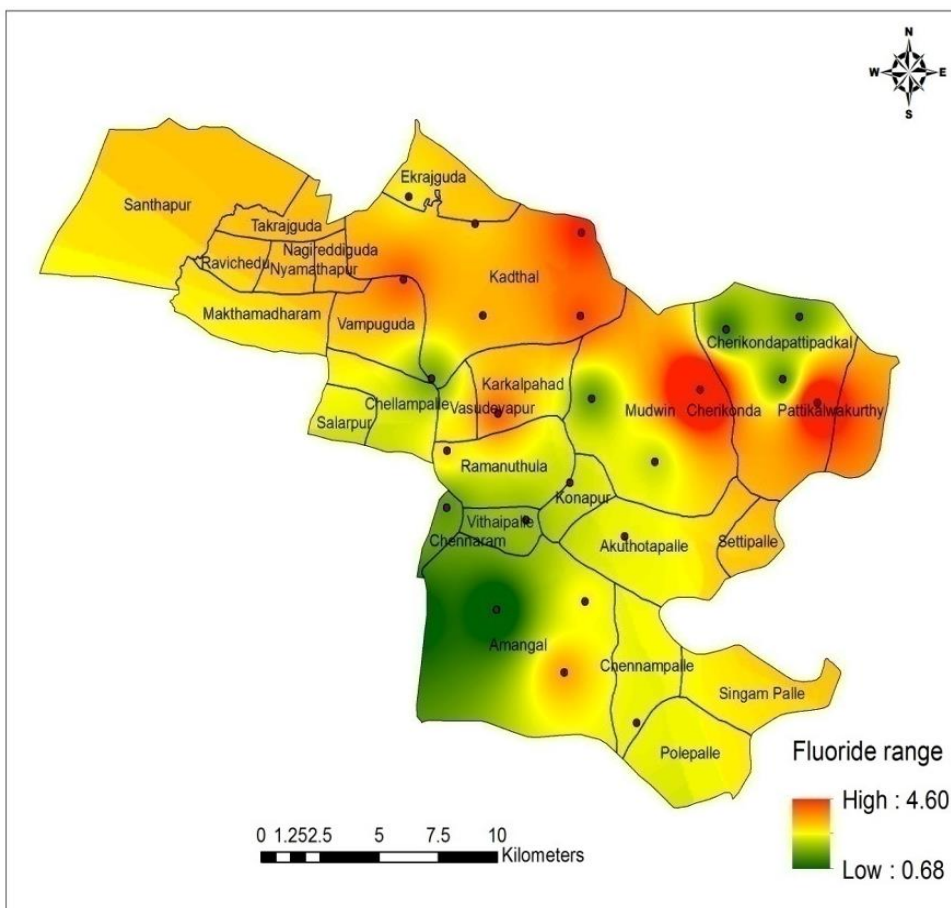 N
W E
S
Ekrajguda
Santhapur
Takrajguda
Nagireddiguda
Ravichedu
Nyamathapur
Kadthal
Makthamadharam
Vampuguda
Cherikondapattipadkal
Karkalpahad
Chellampalle
Vasudevapur
Mudwin
Cherikonda
Pattikalwakurthy
Salarpur
Ramanuthula
Konapur
Vithaipalle
Chennaram
Akuthotapalle
Settipalle
Amangal
Chennampalle
Singam Palle
Polepalle
Fluoride range
High : 4.60
Low : 0.68
0 1.252.5 5 7.5 10
Kilometers